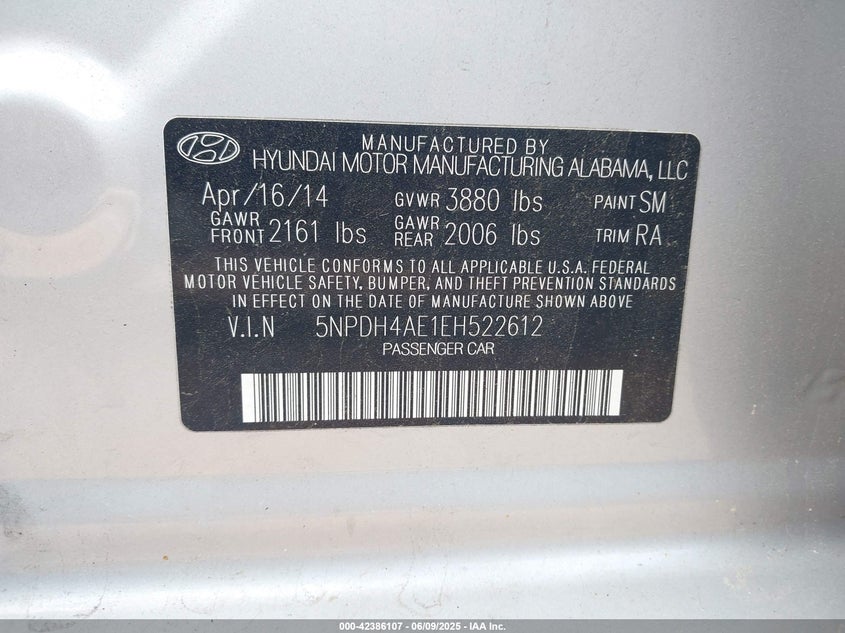 MANUFACTURED BY
HYUNDAI MOTOR MANUFACTURING ALABAMA, LLC
Apr/16/14 GVWR 3880 lbs PAINT SM
GAWR FRONT 2161 lbs GAWR REAR 2006 lbs TRIM RA
THIS VEHICLE CONFORMS TO ALL APPLICABLE U.S.A. FEDERAL
MOTOR VEHICLE SAFETY, BUMPER, AND THEFT PREVENTION STANDARDS
IN EFFECT ON THE DATE OF MANUFACTURE SHOWN ABOVE
V.I.N 5NPDH4AE1EH522612
PASSENGER CAR
000-42386107 - 06/09/2025 - IAA Inc.